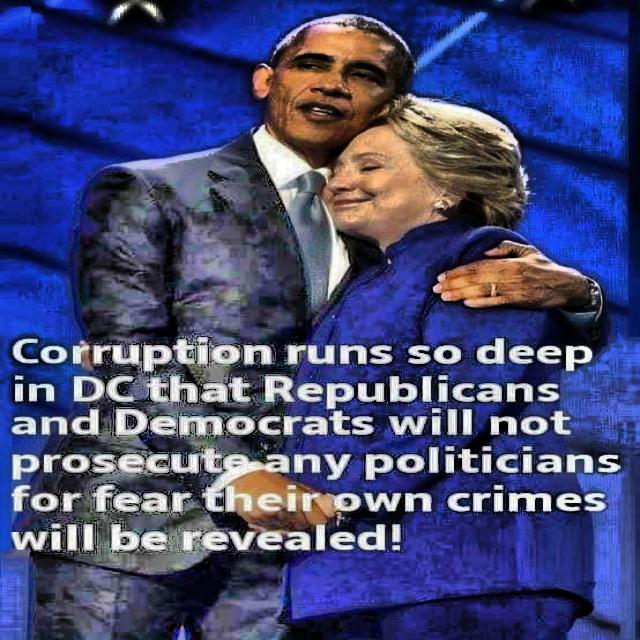 Corruption runs so deep
in DC that Republicans
and Democrats will not
prosecute any politicians
for fear their own crimes
will be revealed!